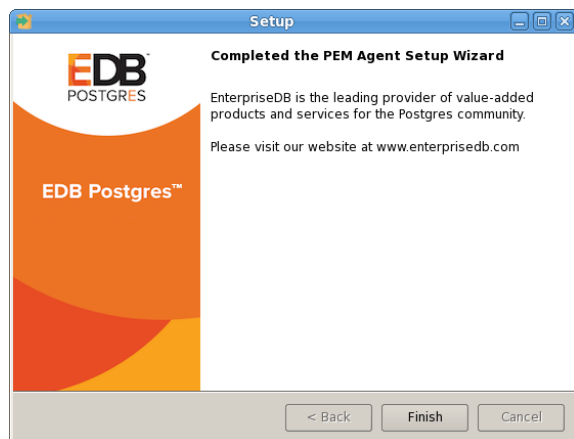 Setup
EDB
POSTGRES
EDB Postgres™
Completed the PEM Agent Setup Wizard
EnterpriseDB is the leading provider of value-added
products and services for the Postgres community.
Please visit our website at www.enterprisedb.com
< Back
Finish
Cancel